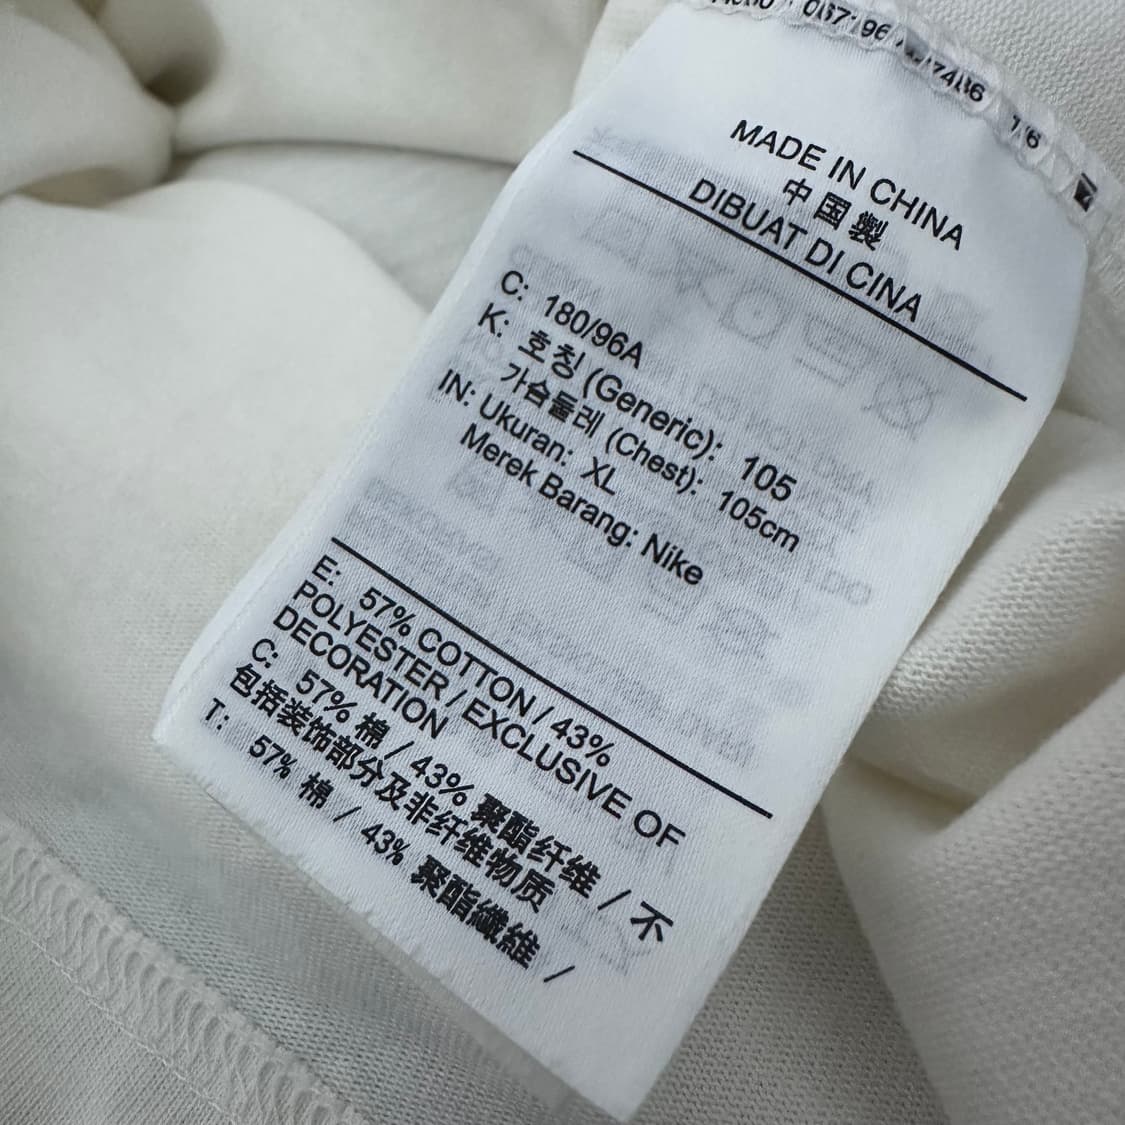 MADE IN CHINA
中国製
DIBUAT DI CINA
C: 180/96A
K: 호칭 (Generic): 105
가슴둘레 (Chest): 105cm
IN: Ukuran: XL
Merek Barang: Nike
E: 57% COTTON / 43%
POLYESTER / EXCLUSIVE OF
DECORATION
C: 57% 棉 / 43% 聚酯纤维 / 不
包括装饰部分及非纤维物质
T: 57% 棉 / 43% 聚酯纖維 /